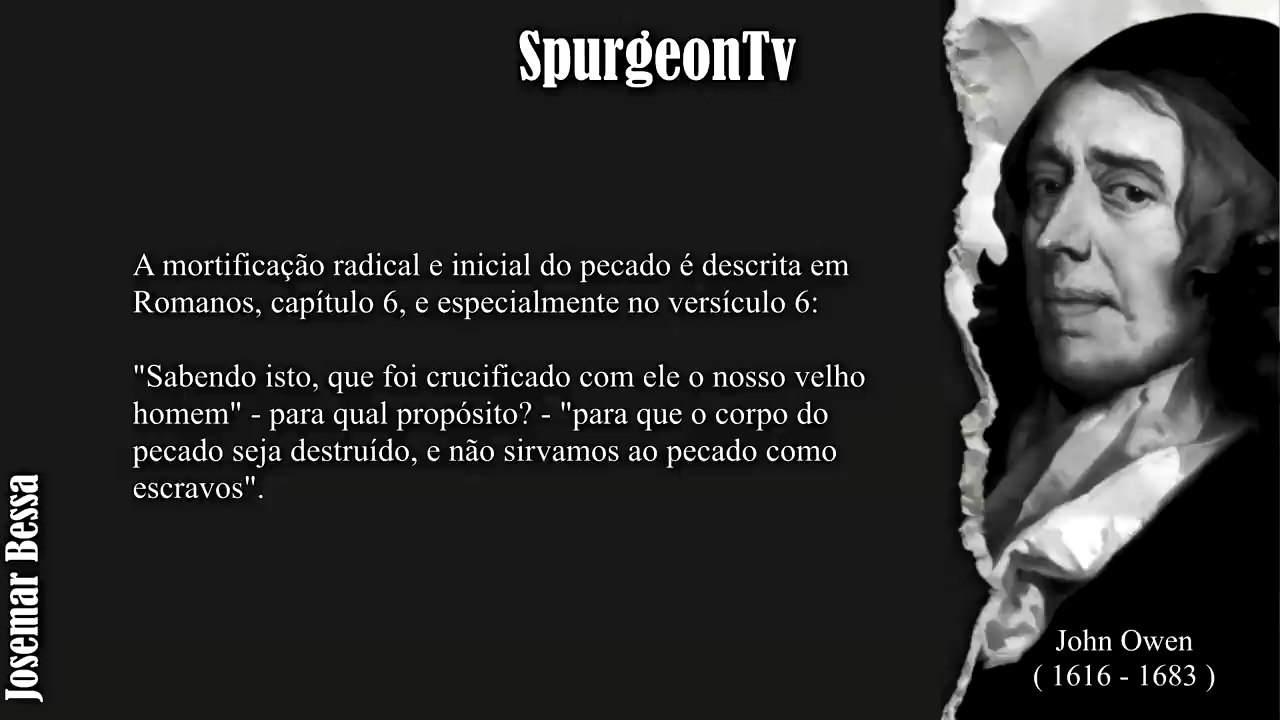 SpurgeonTv
A mortificação radical e inicial do pecado é descrita em
Romanos, capítulo 6, e especialmente no versículo 6:
"Sabendo isto, que foi crucificado com ele o nosso velho
homem" - para qual propósito? - "para que o corpo do
pecado seja destruído, e não sirvamos ao pecado como
escravos".
Josemar Bessa
John Owen
( 1616 - 1683 )